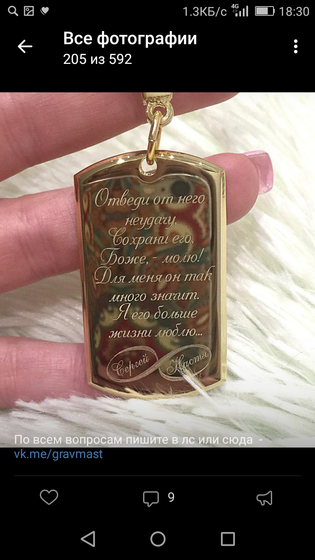 1.3КБ/с 4G 18:30
Все фотографии
205 из 592
Отведи от него
неудачу
Сохрани его,
Боже, - молю!
Для меня он так
много значит.
Я его больше
жизни люблю...
Сергей Настя
По всем вопросам пишите в лс или сюда -
vk.me/gravmast
9